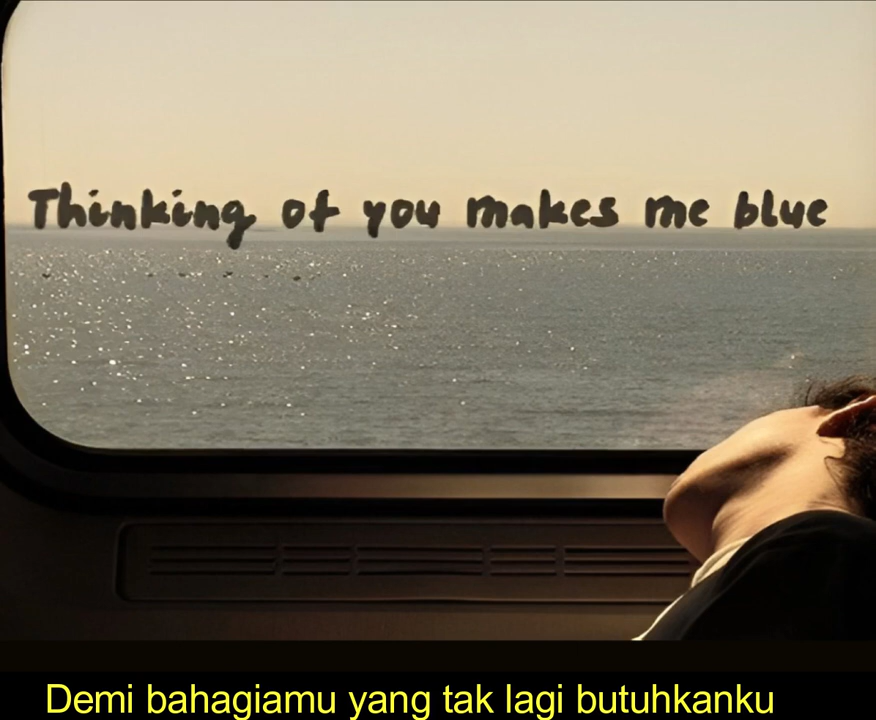 Thinking of you makes me blue
Demi bahagiamu yang tak lagi butuhkanku